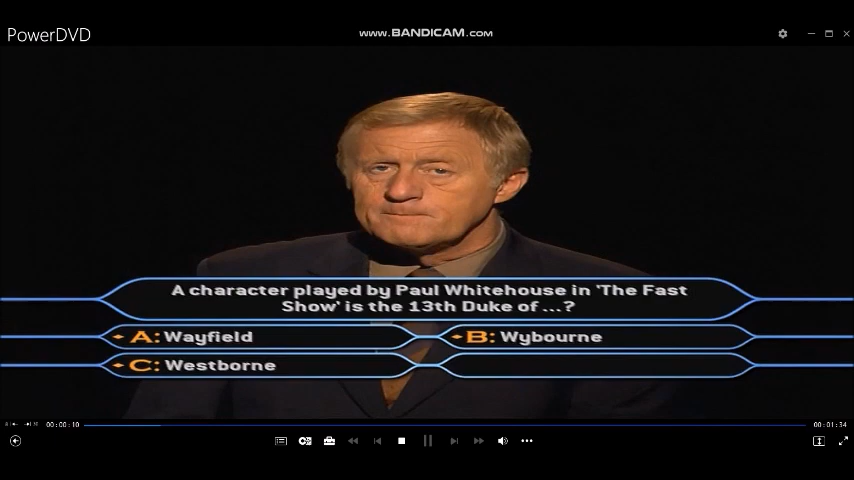 PowerDVD
www.BANDICAM.com
A character played by Paul Whitehouse in 'The Fast
Show' is the 13th Duke of ...?
A: Wayfield
B: Wybourne
C: Westborne
00:00:10
00:01:34